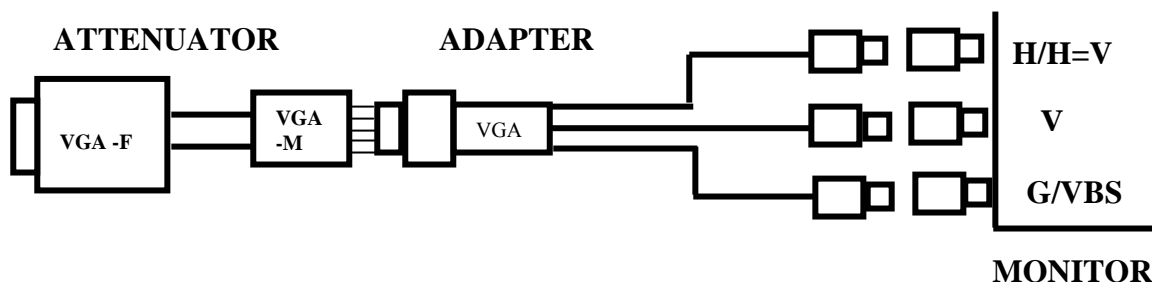 ATTENUATOR
ADAPTER
H/H=V
VGA -F
VGA
-M
VGA
V
G/VBS
MONITOR